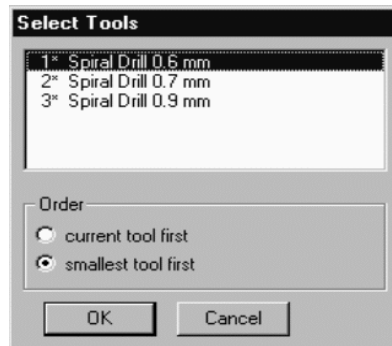 Select Tools
1* Spiral Drill 0.6 mm
2* Spiral Drill 0.7 mm
3* Spiral Drill 0.9 mm
Order
current tool first
smallest tool first
OK Cancel